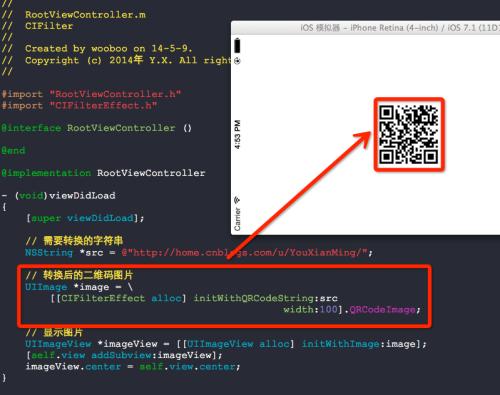 //
//  RootViewController.m
//  CIFilter
//
//  Created by wooboo on 14-5-9.
//  Copyright (c) 2014年 Y.X. All right
//
#import "RootViewController.h"
#import "CIFilterEffect.h"
@interface RootViewController ()
@end
@implementation RootViewController
- (void)viewDidLoad
{
[super viewDidLoad];
// 需要转换的字符串
NSString *src = @"http://home.cnblogs.com/u/YouXianMing/";
// 转换后的二维码图片
UIImage *image = \
[[CIFilterEffect alloc] initWithQRCodeString:src
width:100].QRCodeImage;
// 显示图片
UIImageView *imageView = [[UIImageView alloc] initWithImage:image];
[self.view addSubview:imageView];
imageView.center = self.view.center;
}
iOS 模拟器 - iPhone Retina (4-inch) / iOS 7.1 (11D1
4:53 PM
Carrier